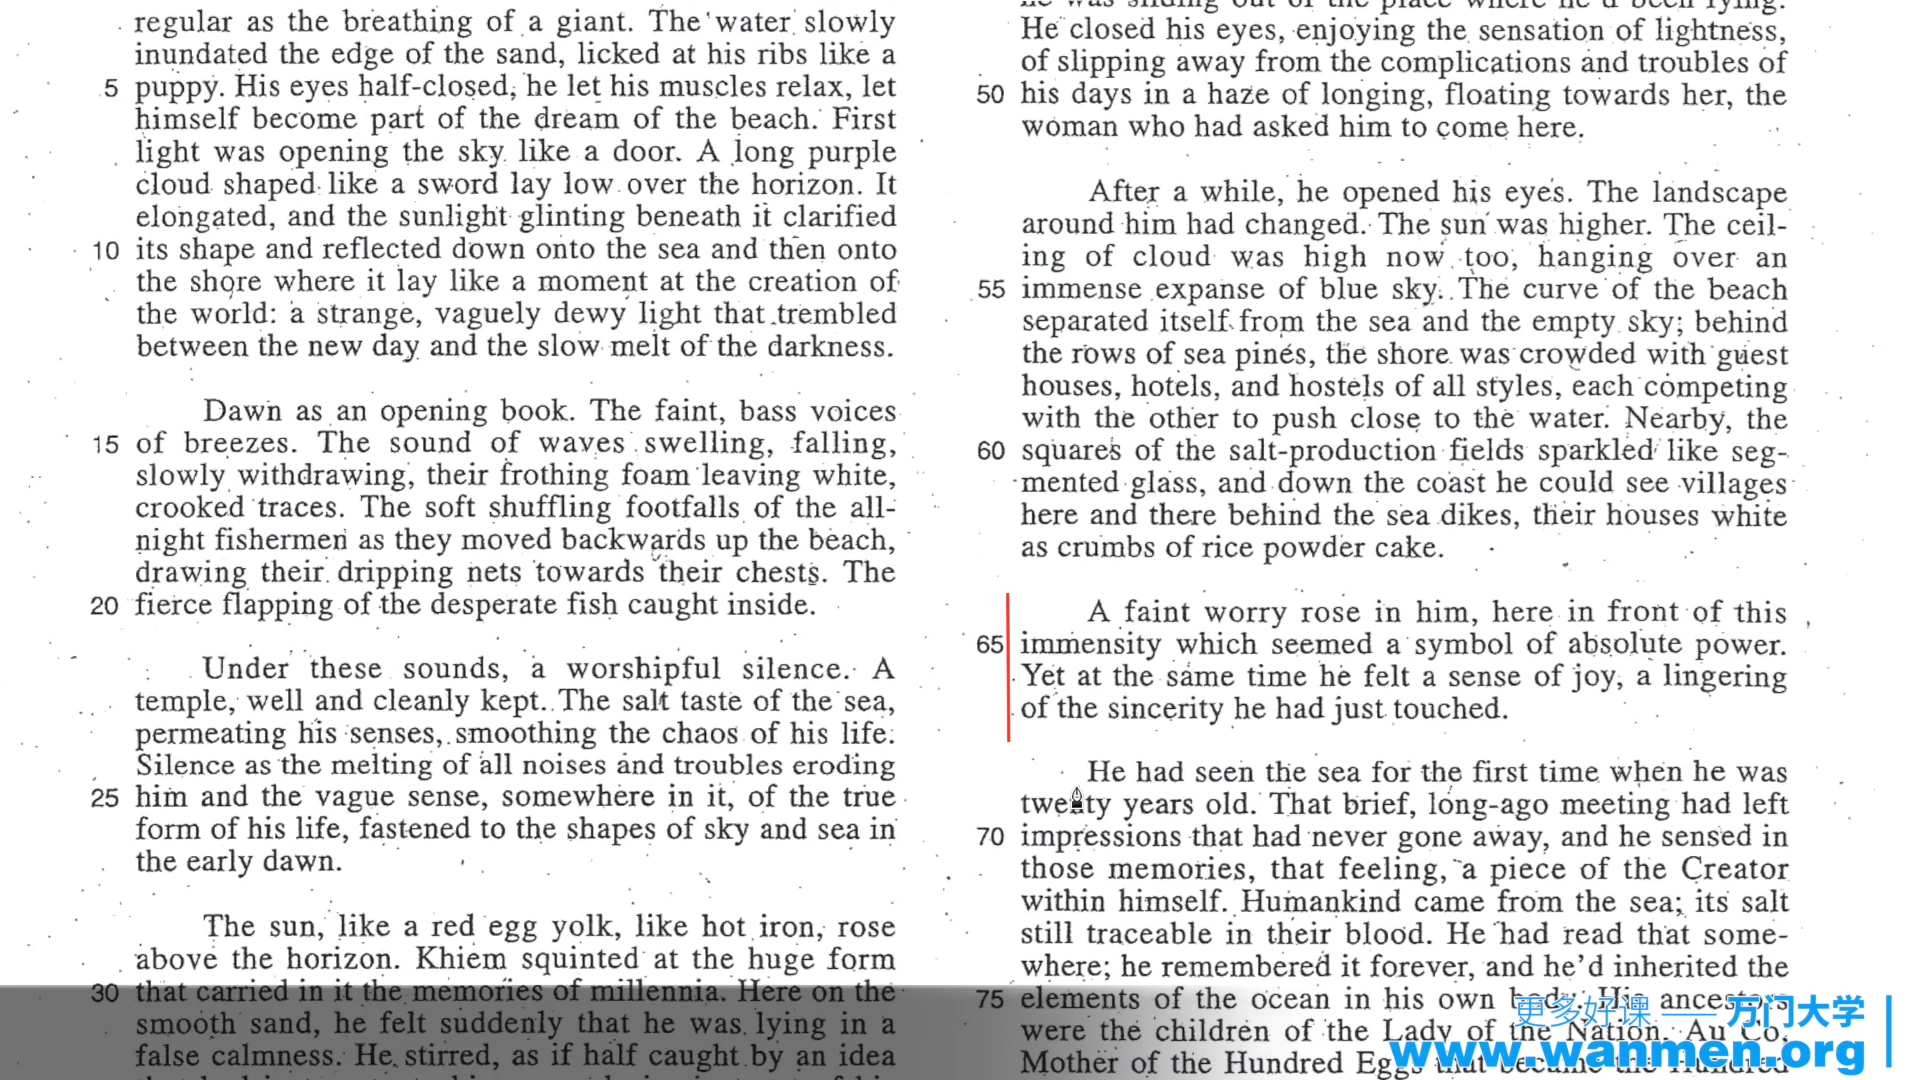 regular as the breathing of a giant. The water slowly
inundated the edge of the sand, licked at his ribs like a
5 puppy. His eyes half-closed, he let his muscles relax, let
himself become part of the dream of the beach. First
light was opening the sky like a door. A long purple
cloud shaped like a sword lay low over the horizon. It
elongated, and the sunlight glinting beneath it clarified
10 its shape and reflected down onto the sea and then onto
the shore where it lay like a moment at the creation of
the world: a strange, vaguely dewy light that trembled
between the new day and the slow melt of the darkness.
Dawn as an opening book. The faint, bass voices
15 of breezes. The sound of waves swelling, falling,
slowly withdrawing, their frothing foam leaving white,
crooked traces. The soft shuffling footfalls of the all-
night fishermen as they moved backwards up the beach,
drawing their dripping nets towards their chests. The
20 fierce flapping of the desperate fish caught inside.
Under these sounds, a worshipful silence. A
temple, well and cleanly kept. The salt taste of the sea,
permeating his senses, smoothing the chaos of his life.
Silence as the melting of all noises and troubles eroding
25 him and the vague sense, somewhere in it, of the true
form of his life, fastened to the shapes of sky and sea in
the early dawn.
The sun, like a red egg yolk, like hot iron, rose
above the horizon. Khiem squinted at the huge form
30 that carried in it the memories of millennia. Here on the
smooth sand, he felt suddenly that he was lying in a
false calmness. He stirred, as if half caught by an idea
he was sliding out of the place where he'd been lying.
He closed his eyes, enjoying the sensation of lightness,
of slipping away from the complications and troubles of
50 his days in a haze of longing, floating towards her, the
woman who had asked him to come here.
After a while, he opened his eyes. The landscape
around him had changed. The sun was higher. The ceil-
ing of cloud was high now too, hanging over an
55 immense expanse of blue sky. The curve of the beach
separated itself from the sea and the empty sky; behind
the rows of sea pines, the shore was crowded with guest
houses, hotels, and hostels of all styles, each competing
with the other to push close to the water. Nearby, the
60 squares of the salt-production fields sparkled like seg-
mented glass, and down the coast he could see villages
here and there behind the sea dikes, their houses white
as crumbs of rice powder cake.
A faint worry rose in him, here in front of this
65 immensity which seemed a symbol of absolute power.
Yet at the same time he felt a sense of joy, a lingering
of the sincerity he had just touched.
He had seen the sea for the first time when he was
twenty years old. That brief, long-ago meeting had left
70 impressions that had never gone away, and he sensed in
those memories, that feeling, a piece of the Creator
within himself. Humankind came from the sea; its salt
still traceable in their blood. He had read that some-
where; he remembered it forever, and he'd inherited the
75 elements of the ocean in his own body. His ancestors
were the children of the Lady of the Nation, Au Co,
Mother of the Hundred Eggs that became the Hundred
更多好课 —— 万门大学
www.wanmen.org